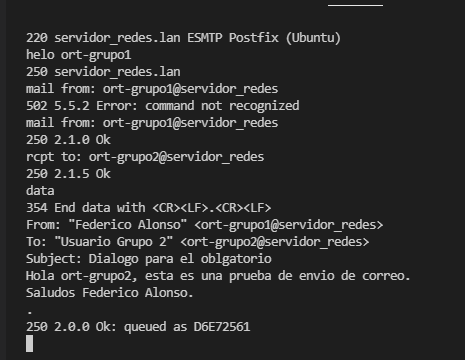 220 servidor_redes.lan ESMTP Postfix (Ubuntu)
helo ort-grupo1
250 servidor_redes.lan
mail from: ort-grupo1@servidor_redes
502 5.5.2 Error: command not recognized
mail from: ort-grupo1@servidor_redes
250 2.1.0 Ok
rcpt to: ort-grupo2@servidor_redes
250 2.1.5 Ok
data
354 End data with <CR><LF>.<CR><LF>
From: "Federico Alonso" <ort-grupo1@servidor_redes>
To: "Usuario Grupo 2" <ort-grupo2@servidor_redes>
Subject: Dialogo para el oblgatorio
Hola ort-grupo2, esta es una prueba de envio de correo.
Saludos Federico Alonso.
.
250 2.0.0 Ok: queued as D6E72561